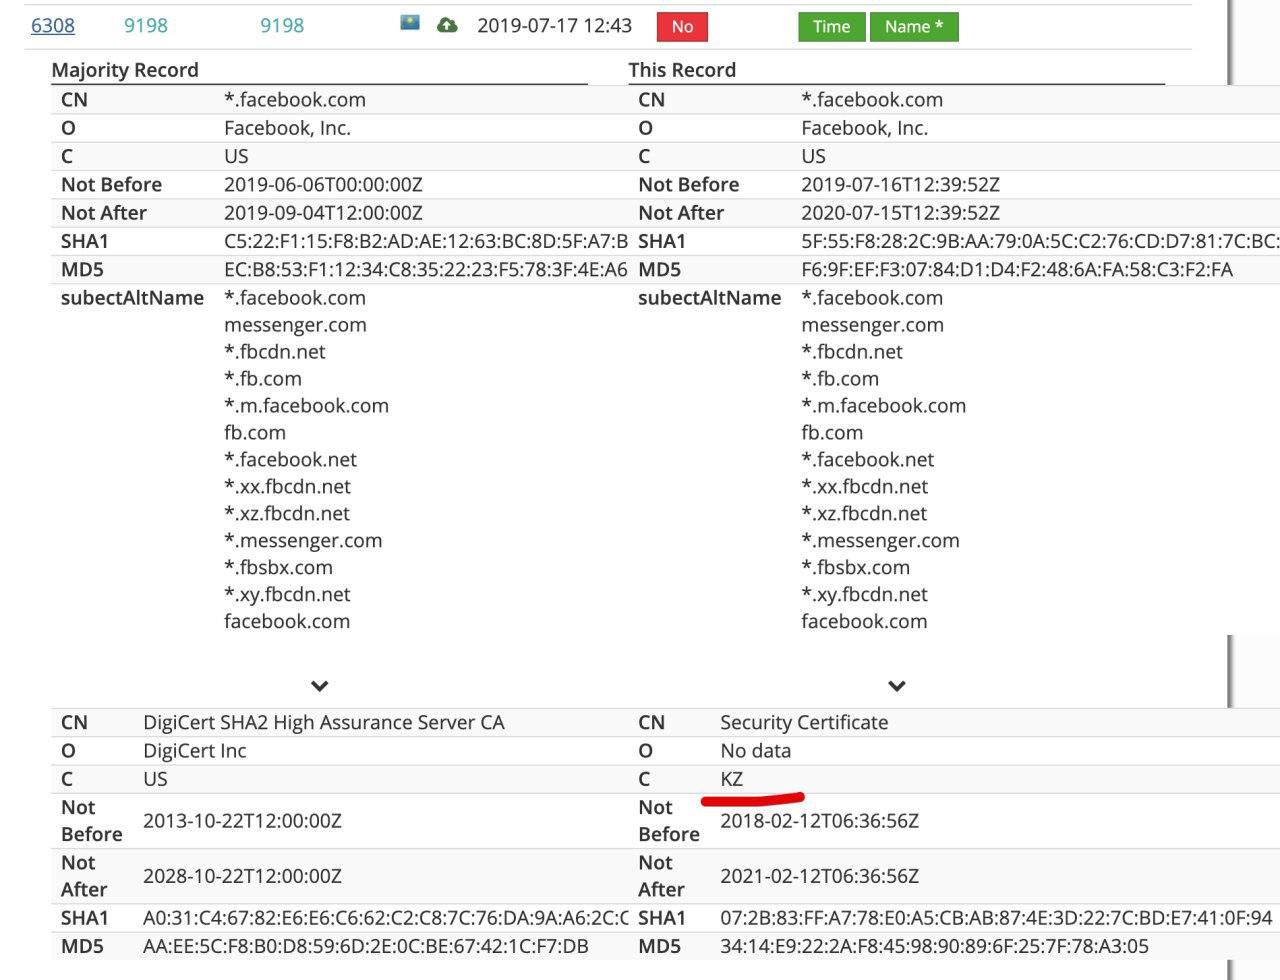 6308 9198 9198 2019-07-17 12:43 No Time Name *
Majority Record This Record
CN *.facebook.com CN *.facebook.com
O Facebook, Inc. O Facebook, Inc.
C US C US
Not Before 2019-06-06T00:00:00Z Not Before 2019-07-16T12:39:52Z
Not After 2019-09-04T12:00:00Z Not After 2020-07-15T12:39:52Z
SHA1 C5:22:F1:15:F8:B2:AD:AE:12:63:BC:8D:5F:A7:B SHA1 5F:55:F8:28:2C:9B:AA:79:0A:5C:C2:76:CD:D7:81:7C:BC:
MD5 EC:B8:53:F1:12:34:C8:35:22:23:F5:78:3F:4E:A6 MD5 F6:9F:EF:F3:07:84:D1:D4:F2:48:6A:FA:58:C3:F2:FA
subectAltName *.facebook.com subectAltName *.facebook.com
messenger.com messenger.com
*.fbcdn.net *.fbcdn.net
*.fb.com *.fb.com
*.m.facebook.com *.m.facebook.com
fb.com fb.com
*.facebook.net *.facebook.net
*.xx.fbcdn.net *.xx.fbcdn.net
*.xz.fbcdn.net *.xz.fbcdn.net
*.messenger.com *.messenger.com
*.fbsbx.com *.fbsbx.com
*.xy.fbcdn.net *.xy.fbcdn.net
facebook.com facebook.com
CN DigiCert SHA2 High Assurance Server CA CN Security Certificate
O DigiCert Inc O No data
C US C KZ
Not Before 2013-10-22T12:00:00Z Not Before 2018-02-12T06:36:56Z
Not After 2028-10-22T12:00:00Z Not After 2021-02-12T06:36:56Z
SHA1 A0:31:C4:67:82:E6:E6:C6:62:C2:C8:7C:76:DA:9A:A6:2C:C SHA1 07:2B:83:FF:A7:78:E0:A5:CB:AB:87:4E:3D:22:7C:BD:E7:41:0F:94
MD5 AA:EE:5C:F8:B0:D8:59:6D:2E:0C:BE:67:42:1C:F7:DB MD5 34:14:E9:22:2A:F8:45:98:90:89:6F:25:7F:78:A3:05